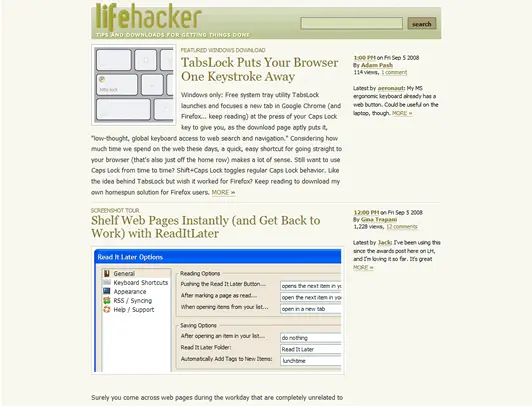 lifehacker
TIPS AND DOWNLOADS FOR GETTING THINGS DONE
search
FEATURED WINDOWS DOWNLOAD
TabsLock Puts Your Browser
One Keystroke Away
Windows only: Free system tray utility TabsLock
launches and focuses a new tab in Google Chrome (and
Firefox... keep reading) at the press of your Caps Lock
key to give you, as the download page aptly puts it,
"low-thought, global keyboard access to web search and navigation." Considering how
much time we spend on the web these days, a quick, easy shortcut for going straight to
your browser (that's also just off the home row) makes a lot of sense. Still want to use
Caps Lock from time to time? Shift+Caps Lock toggles regular Caps Lock behavior. Like
the idea behind TabsLock but wish it worked for Firefox? Keep reading to download my
own homespun solution for Firefox users. MORE »
1:00 PM on Fri Sep 5 2008
By Adam Pash
114 views, 1 comment
Latest by aeronaut: My MS
ergonomic keyboard already has a
web button. Could be useful on the
laptop, though. MORE »
SCREENSHOT TOUR
Shelf Web Pages Instantly (and Get Back to
Work) with ReadItLater
12:00 PM on Fri Sep 5 2008
By Gina Trapani
1,228 views, 12 comments
Latest by Jack: I've been using this
since the awards post here on LH,
and I'm loving it so far. It's great
MORE »
Read It Later Options
General
Keyboard Shortcuts
Appearance
RSS / Syncing
Help / Support
Reading Options
Pushing the Read It Later Button... opens the next item in yo
After marking a page as read... open the next item in you
When opening items from your list... open in a new tab
Saving Options
After opening an item in your list... do nothing
Read It Later Folder: Read It Later
Automatically Add Tags to New Items: lunchtime
Surely you come across web pages during the workday that are completely unrelated to